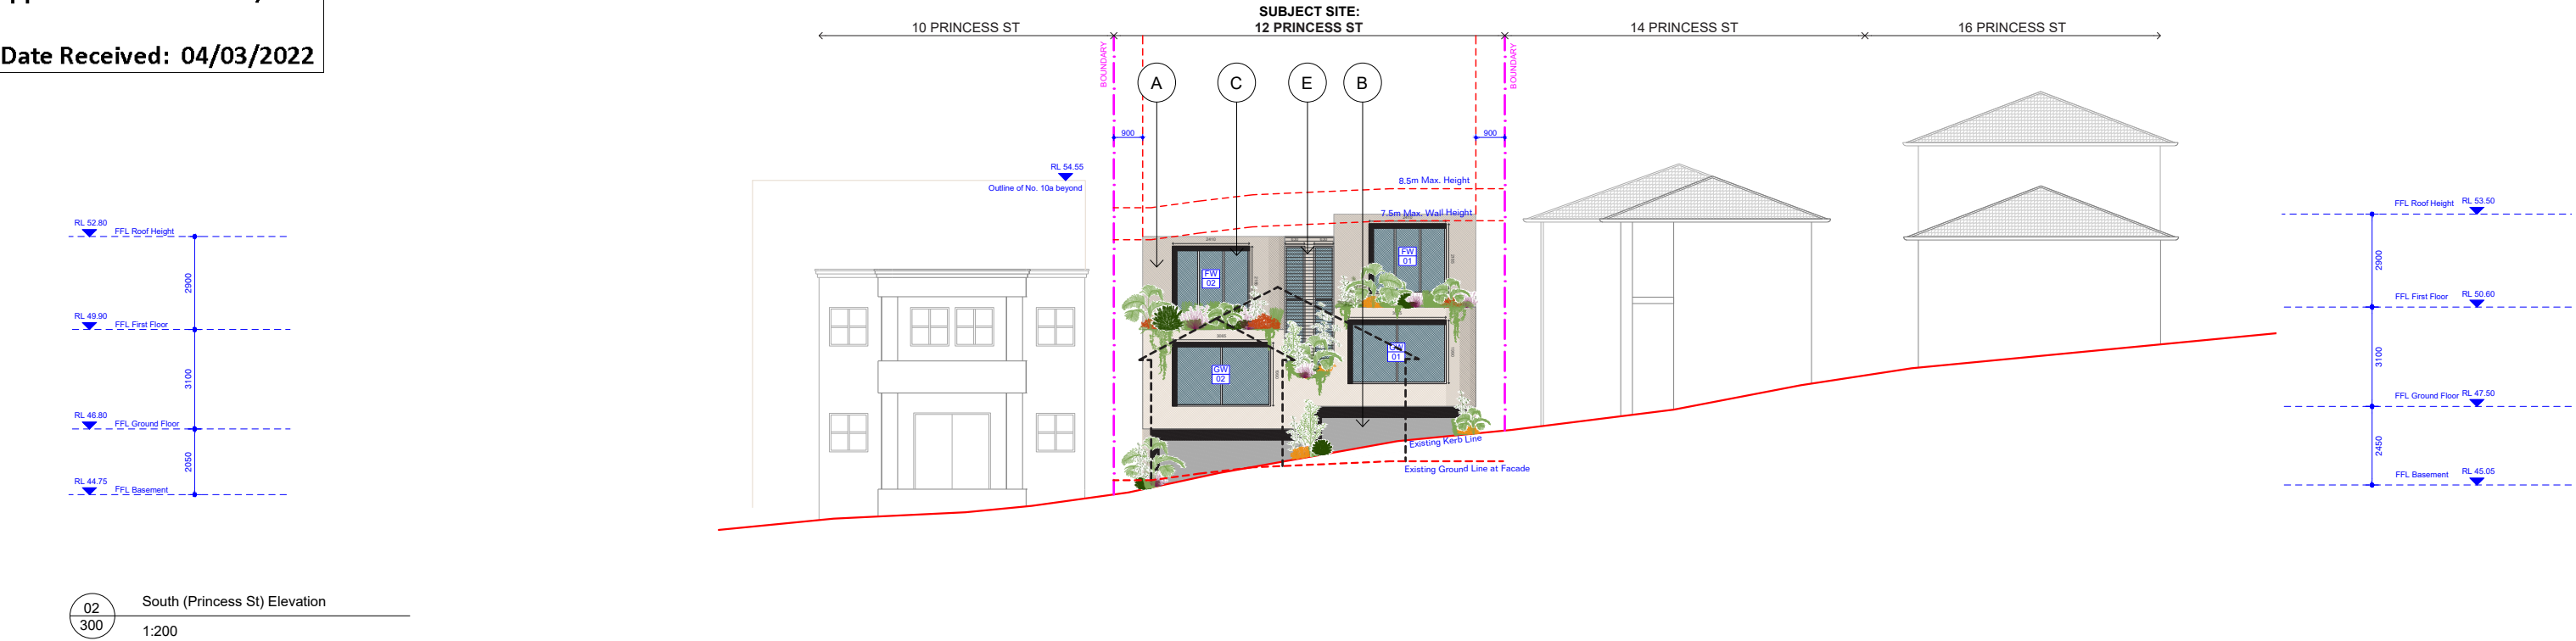 Date Received: 04/03/2022
SUBJECT SITE:
10 PRINCESS ST
12 PRINCESS ST
14 PRINCESS ST
16 PRINCESS ST
BOUNDARY
BOUNDARY
A
C
E
B
900
900
RL 54.55
Outline of No. 10a beyond
8.5m Max. Height
7.5m Max. Wall Height
RL 52.80
FFL Roof Height
2900
RL 49.90
FFL First Floor
3100
RL 46.80
FFL Ground Floor
2050
RL 44.75
FFL Basement
FW
02
FW
01
GW
02
01
Existing Kerb Line
Existing Ground Line at Facade
FFL Roof Height RL 53.50
2900
FFL First Floor RL 50.60
3100
FFL Ground Floor RL 47.50
2450
FFL Basement RL 45.05
02
300
South (Princess St) Elevation
1:200